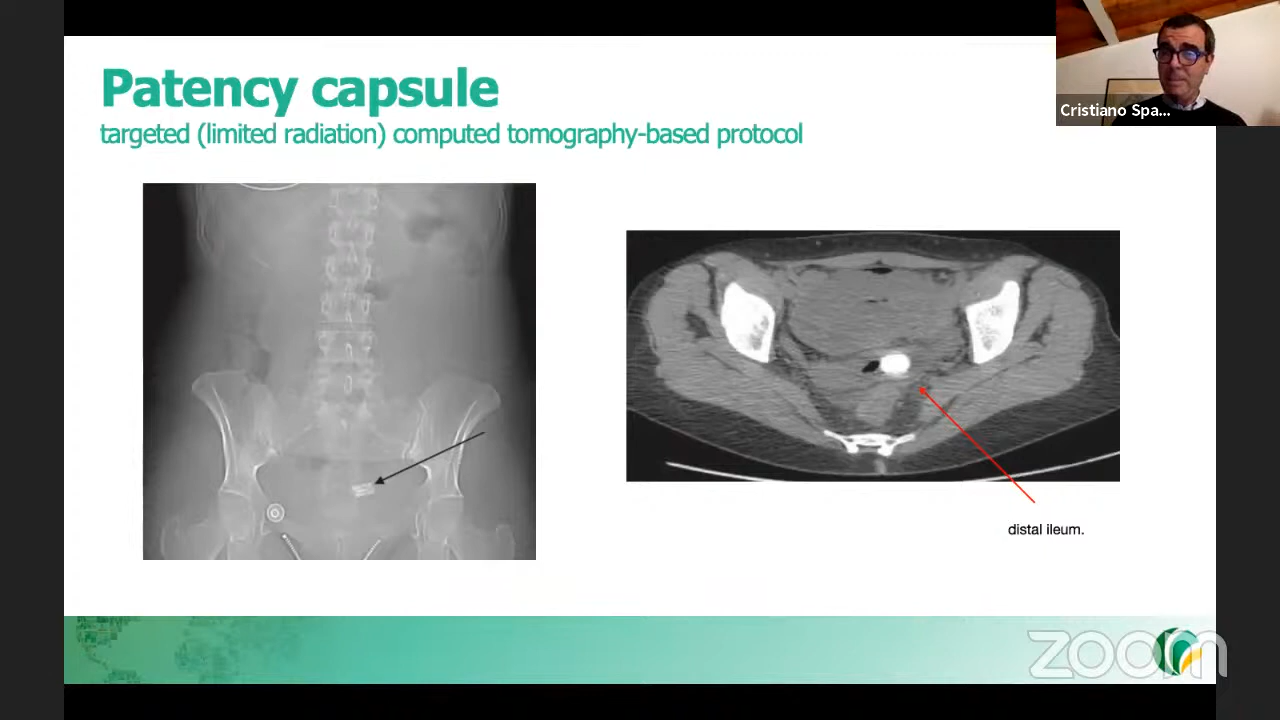 Patency capsule
targeted (limited radiation) computed tomography-based protocol
Cristiano Spa...
distal ileum.
zoom